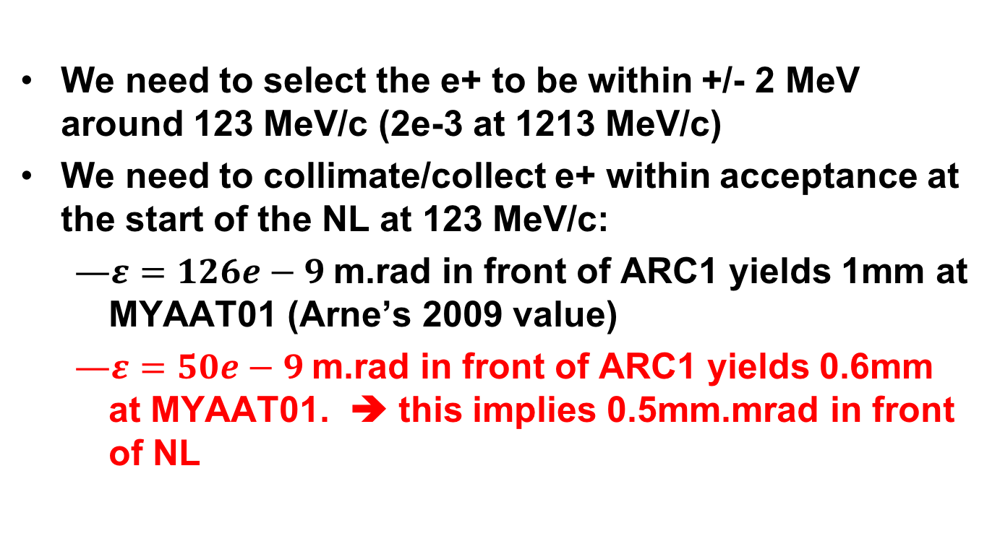 • We need to select the e+ to be within +/- 2 MeV
around 123 MeV/c (2e-3 at 1213 MeV/c)
• We need to collimate/collect e+ within acceptance at
the start of the NL at 123 MeV/c:
—𝜺 = 𝟏𝟐𝟔𝒆 − 𝟗 m.rad in front of ARC1 yields 1mm at
MYAAT01 (Arne’s 2009 value)
—𝜺 = 𝟓𝟎𝒆 − 𝟗 m.rad in front of ARC1 yields 0.6mm
at MYAAT01. ➔ this implies 0.5mm.mrad in front
of NL